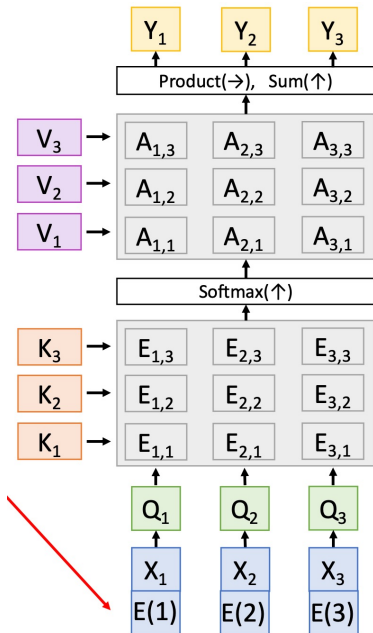 Y₁ Y₂ Y₃
Product(→), Sum(↑)
V₃ A₁,₃ A₂,₃ A₃,₃
V₂ A₁,₂ A₂,₂ A₃,₂
V₁ A₁,₁ A₂,₁ A₃,₁
Softmax(↑)
K₃ E₁,₃ E₂,₃ E₃,₃
K₂ E₁,₂ E₂,₂ E₃,₂
K₁ E₁,₁ E₂,₁ E₃,₁
Q₁ Q₂ Q₃
X₁ X₂ X₃
E(1) E(2) E(3)